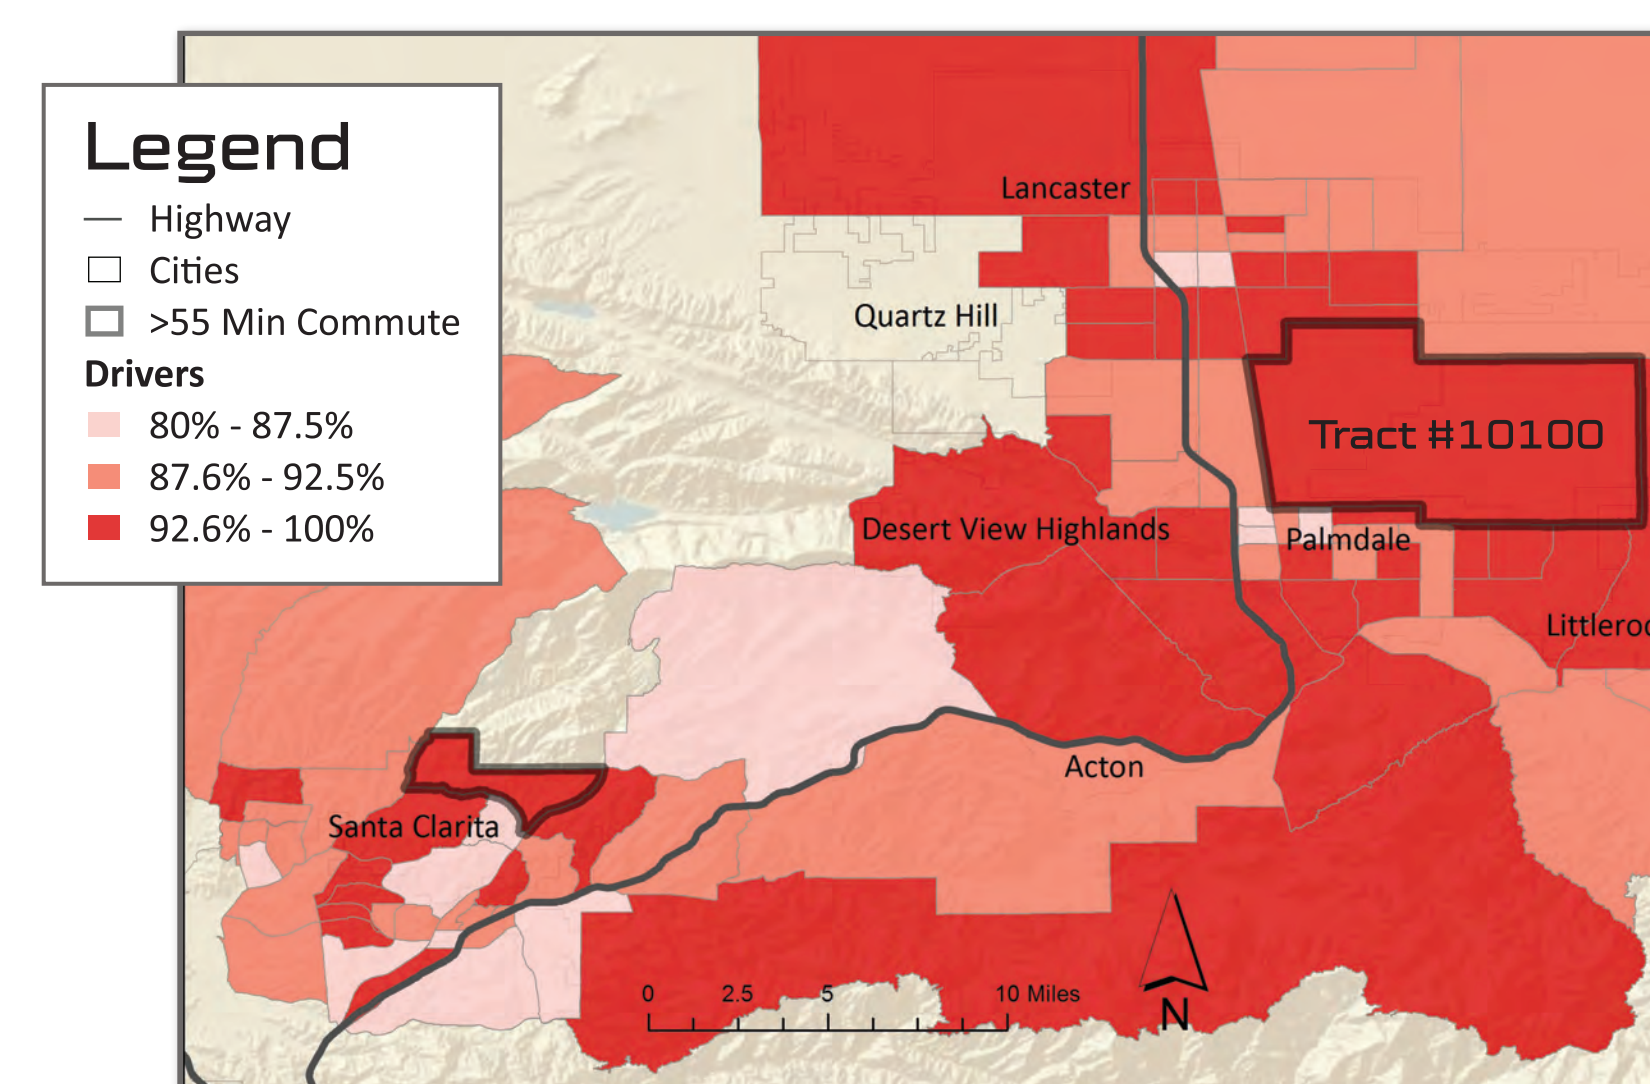 Legend
Highway
Cities
>55 Min Commute
Drivers
80% - 87.5%
87.6% - 92.5%
92.6% - 100%
Lancaster
Quartz Hill
Tract #10100
Desert View Highlands
Palmdale
Littleroc
Acton
Santa Clarita
0 2.5 5 10 Miles
N